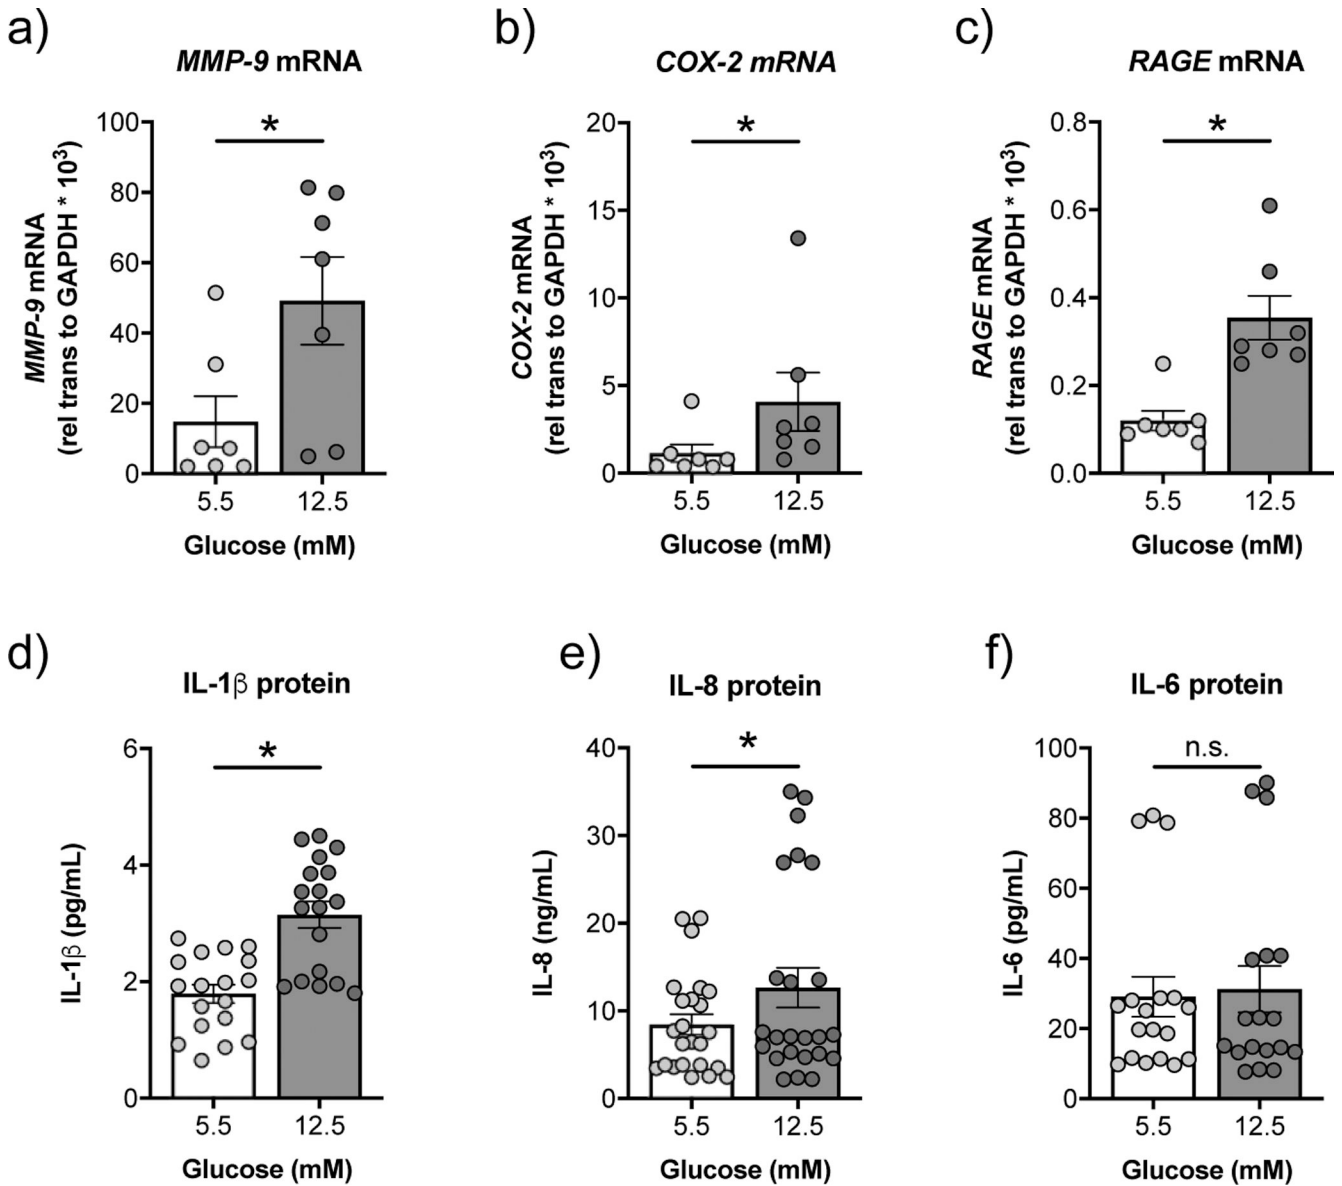 a)
MMP-9 mRNA
MMP-9 mRNA
(rel trans to GAPDH * 10³)
100
80
60
40
20
0
*
5.5
12.5
Glucose (mM)
b)
COX-2 mRNA
COX-2 mRNA
(rel trans to GAPDH * 10³)
20
15
10
5
0
*
5.5
12.5
Glucose (mM)
c)
RAGE mRNA
RAGE mRNA
(rel trans to GAPDH * 10³)
0.8
0.6
0.4
0.2
0.0
*
5.5
12.5
Glucose (mM)
d)
IL-1β protein
IL-1β (pg/mL)
6
4
2
0
*
5.5
12.5
Glucose (mM)
e)
IL-8 protein
IL-8 (ng/mL)
40
30
20
10
0
*
5.5
12.5
Glucose (mM)
f)
IL-6 protein
IL-6 (pg/mL)
100
80
60
40
20
0
n.s.
5.5
12.5
Glucose (mM)